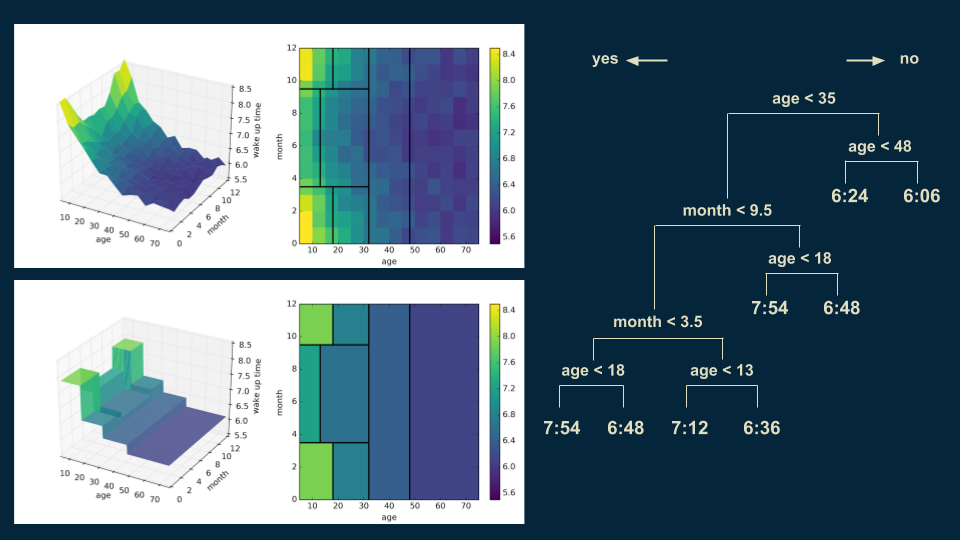 8.5
8.0
7.5
7.0
6.5
6.0
5.5
wake up time
10 20 30 40 50 60 70
age
0 2 4 6 8 10 12
month
12
10
8
6
4
2
0
month
10 20 30 40 50 60 70
age
8.4
8.0
7.6
7.2
6.8
6.4
6.0
5.6
8.5
8.0
7.5
7.0
6.5
6.0
5.5
wake up time
10 20 30 40 50 60 70
age
0 2 4 6 8 10 12
month
12
10
8
6
4
2
0
month
10 20 30 40 50 60 70
age
8.4
8.0
7.6
7.2
6.8
6.4
6.0
5.6
yes no
age < 35
age < 48
6:24 6:06
month < 9.5
age < 18
7:54 6:48
month < 3.5
age < 18 age < 13
7:54 6:48 7:12 6:36